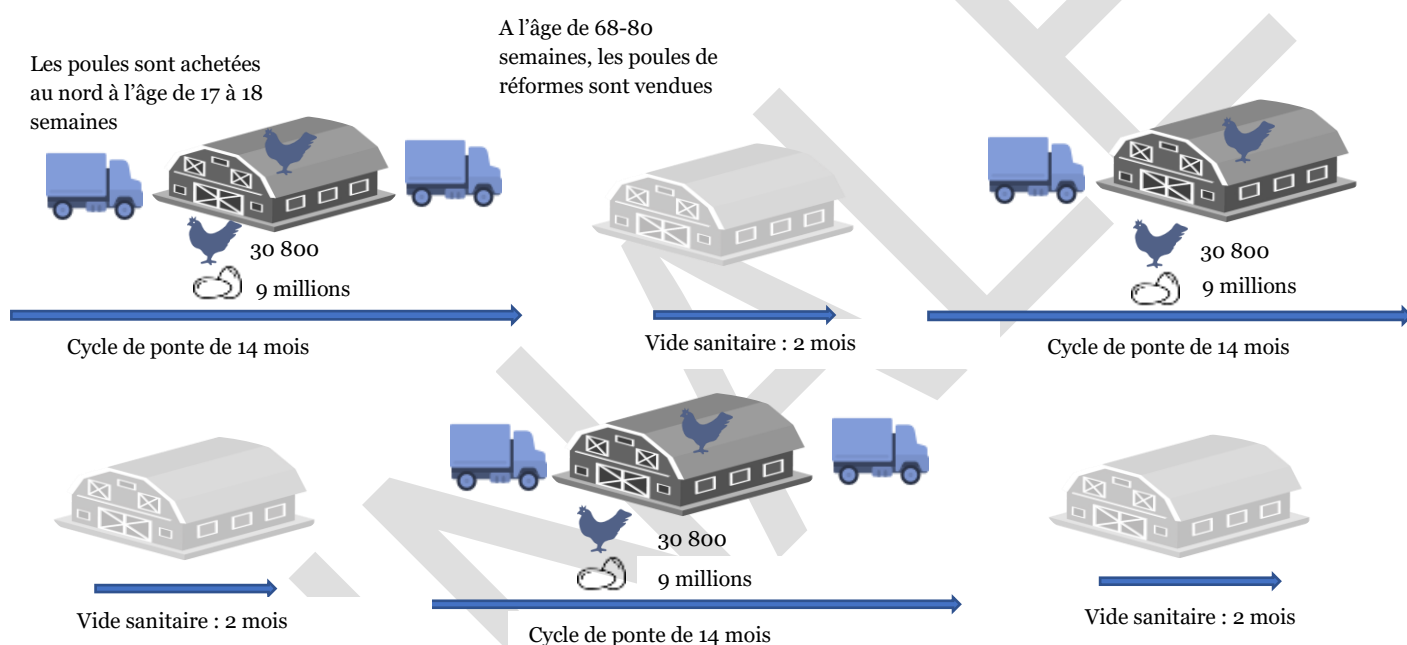 Les poules sont achetées
au nord à l'âge de 17 à 18
semaines
A l'âge de 68-80
semaines, les poules de
réformes sont vendues
30 800
9 millions
30 800
9 millions
Cycle de ponte de 14 mois
Vide sanitaire : 2 mois
Cycle de ponte de 14 mois
30 800
9 millions
Vide sanitaire : 2 mois
Cycle de ponte de 14 mois
Vide sanitaire : 2 mois